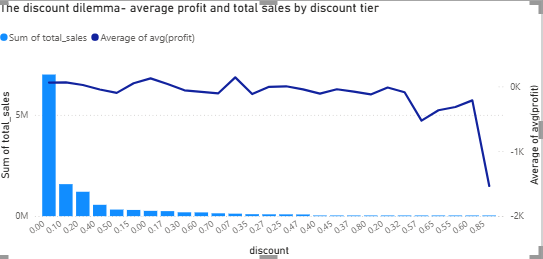 The discount dilemma- average profit and total sales by discount tier
Sum of total_sales Average of avg(profit)
Sum of total_sales
5M
0M
0.00 0.10 0.20 0.40 0.50 0.15 0.00 0.17 0.30 0.60 0.70 0.07 0.35 0.27 0.25 0.47 0.40 0.45 0.37 0.80 0.20 0.32 0.57 0.65 0.55 0.60 0.85
discount
0K
-1K
-2K
Average of avg(profit)